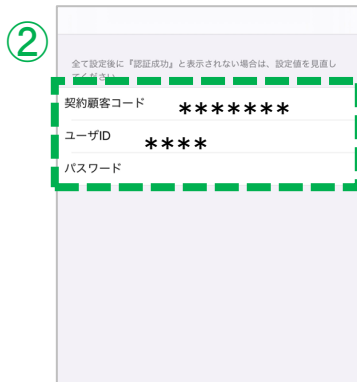 ②
全て設定後に『認証成功』と表示されない場合は、設定値を見直し
てください
契約顧客コード *******
ユーザID ****
パスワード